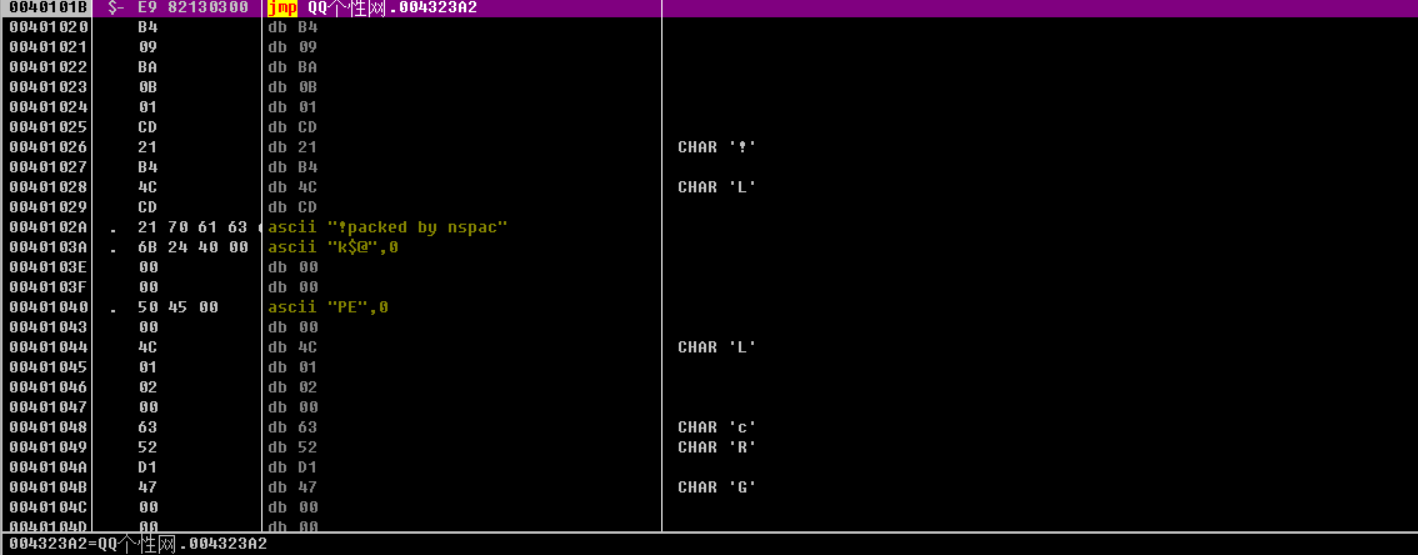 0040101B $- E9 82130300 jmp QQ个性网.004323A2
00401020 B4 db B4
00401021 09 db 09
00401022 BA db BA
00401023 0B db 0B
00401024 01 db 01
00401025 CD db CD
00401026 21 db 21 CHAR '!'
00401027 B4 db B4
00401028 4C db 4C CHAR 'L'
00401029 CD db CD
0040102A . 21 70 61 63 ascii "!packed by nspac"
0040103A . 6B 24 40 00 ascii "k$@",0
0040103E 00 db 00
0040103F 00 db 00
00401040 . 50 45 00 ascii "PE",0
00401043 00 db 00
00401044 4C db 4C CHAR 'L'
00401045 01 db 01
00401046 02 db 02
00401047 00 db 00
00401048 63 db 63 CHAR 'c'
00401049 52 db 52 CHAR 'R'
0040104A D1 db D1
0040104B 47 db 47 CHAR 'G'
0040104C 00 db 00
0040104D 00 db 00
004323A2=QQ个性网.004323A2